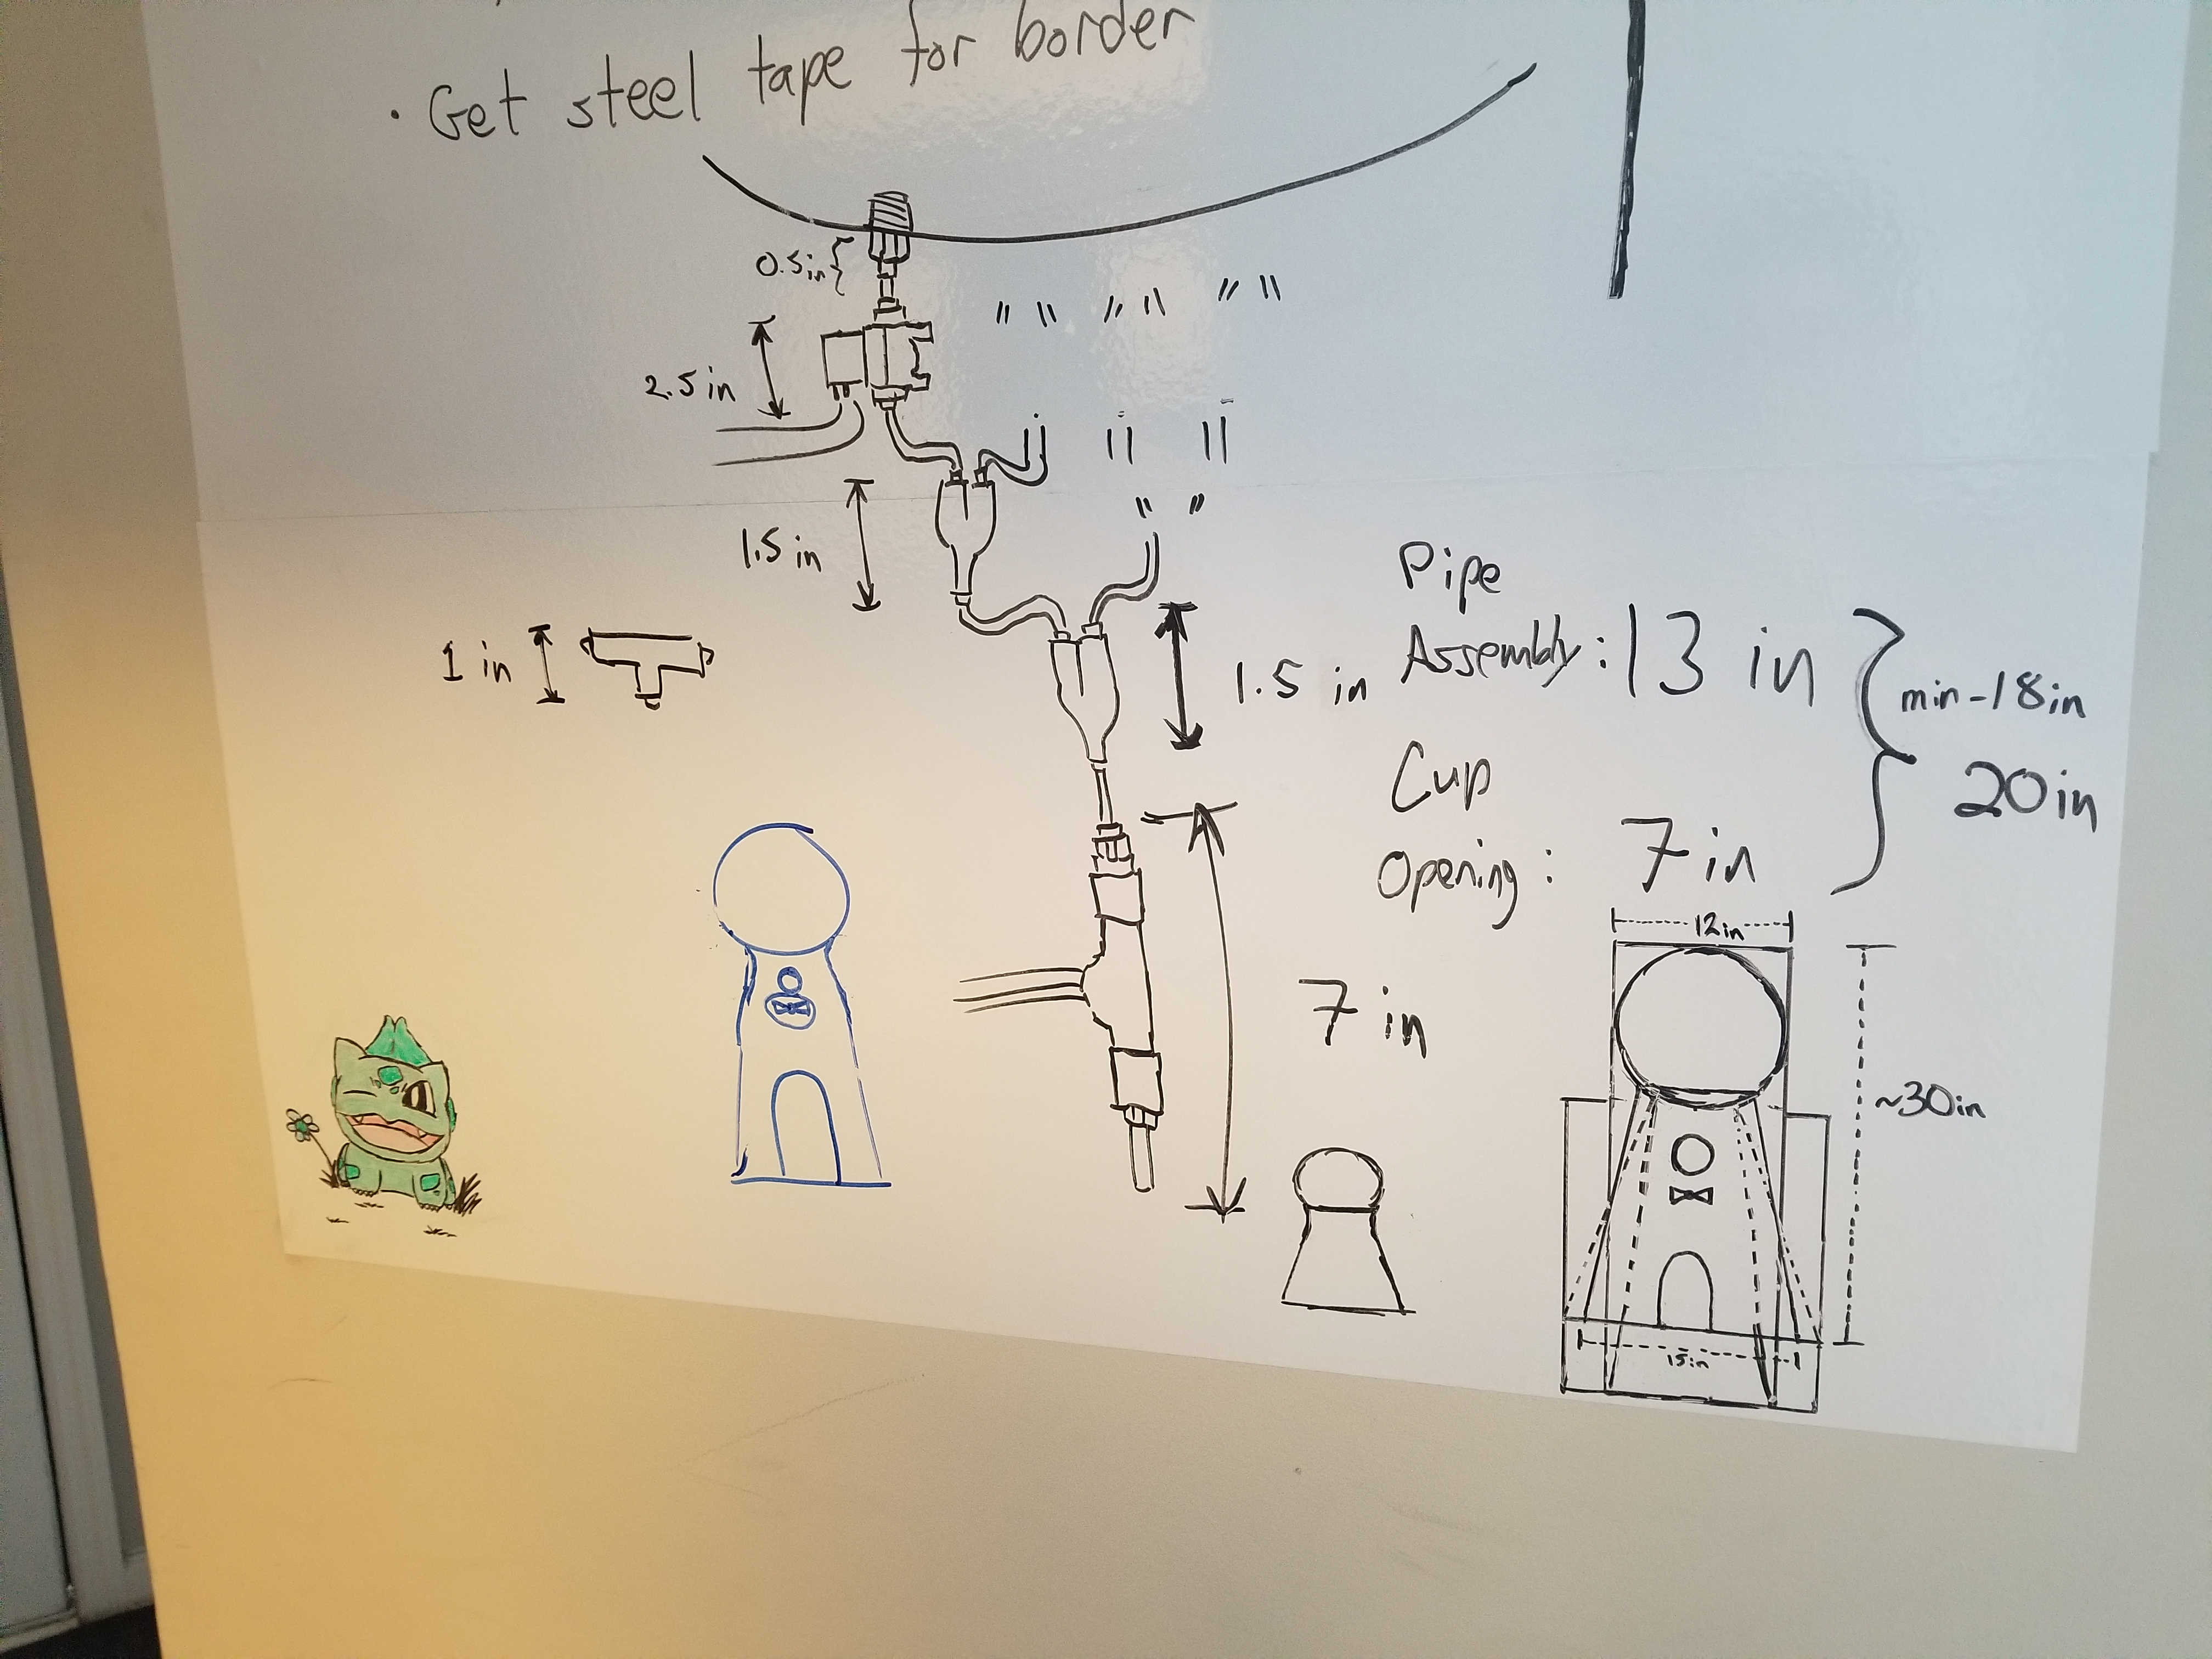 · Get steel tape for border
0.5in
" " " " " "
2.5 in
1.5 in
" "
1 in
1.5 in
Pipe
Assembly: 13 in
min-18in
20in
Cup
Opening: 7 in
12in
7 in
~30in
15in